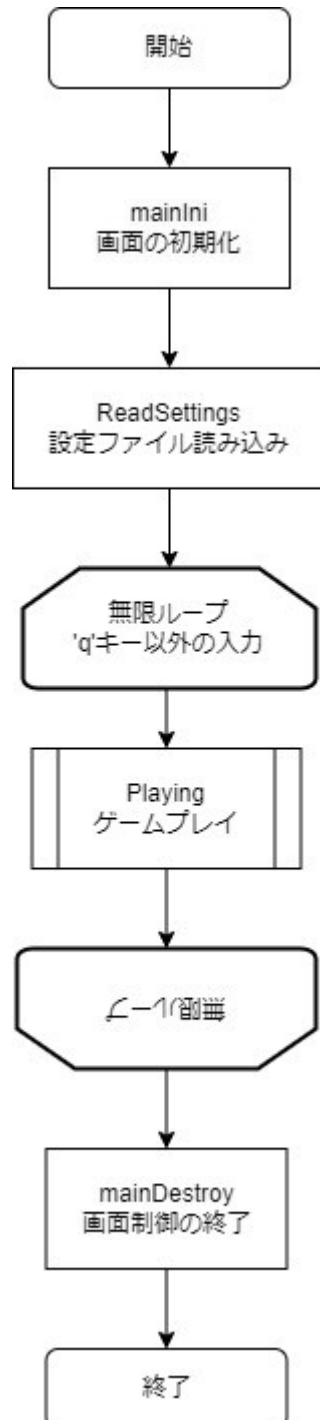 開始
mainIni
画面の初期化
ReadSettings
設定ファイル読み込み
無限ループ
'q'キー以外の入力
Playing
ゲームプレイ
無限ループ
mainDestroy
画面制御の終了
終了